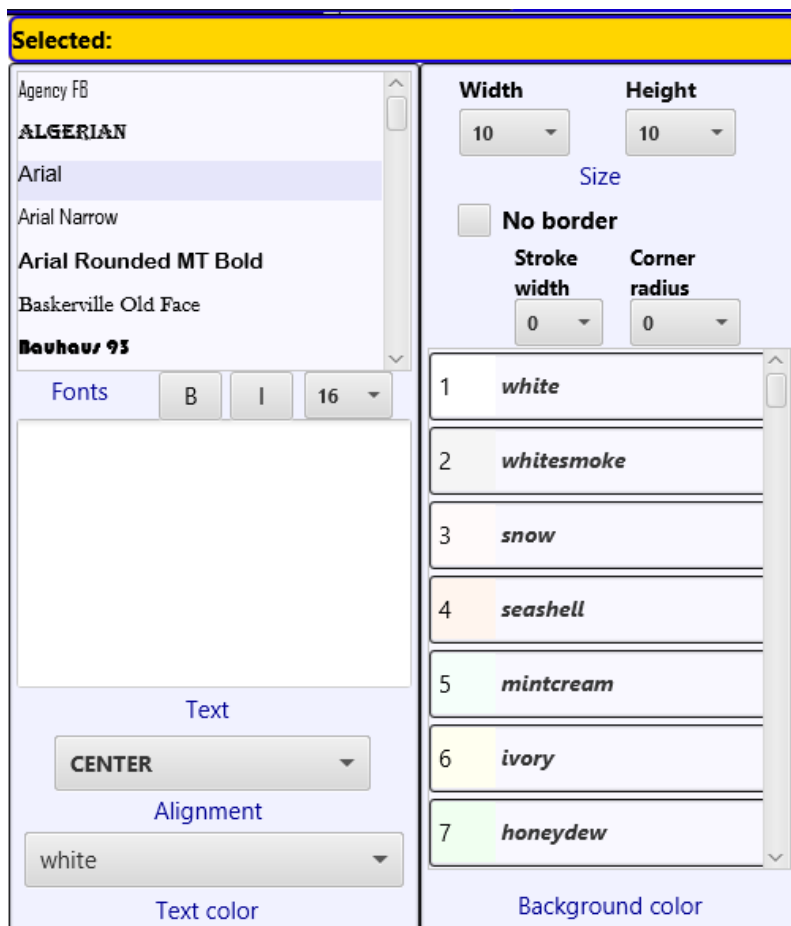 Selected:
Agency FB
ALGERIAN
Arial
Arial Narrow
Arial Rounded MT Bold
Baskerville Old Face
Bauhaus 93
Fonts B I 16
Text
CENTER
Alignment
white
Text color
Width Height
10 10
Size
No border
Stroke width Corner radius
0 0
1 white
2 whitesmoke
3 snow
4 seashell
5 mintcream
6 ivory
7 honeydew
Background color